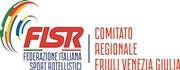 FISR
FEDERAZIONE ITALIANA
SPORT ROTELLISTICI
COMITATO
REGIONALE
FRIULI VENEZIA GIULIA